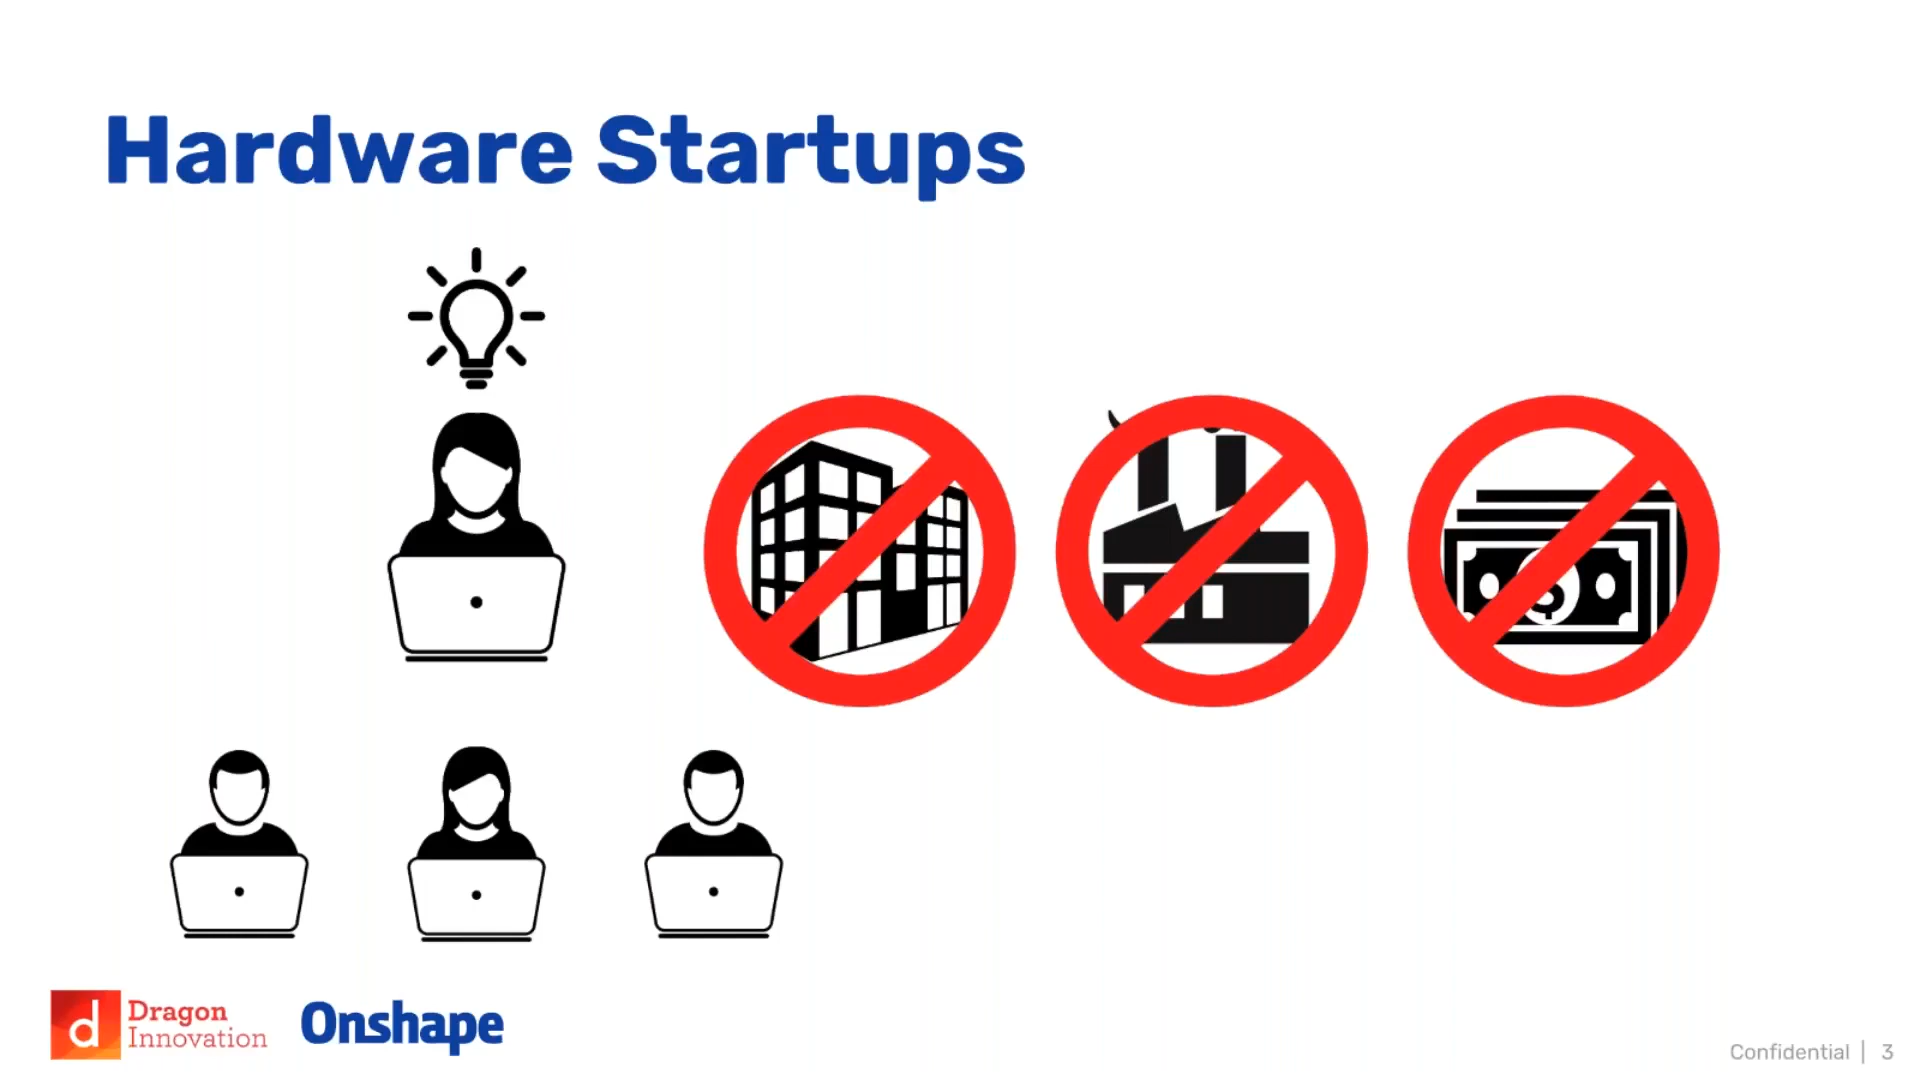 Hardware Startups
$
d
Dragon
Innovation
Onshape
Confidential | 3